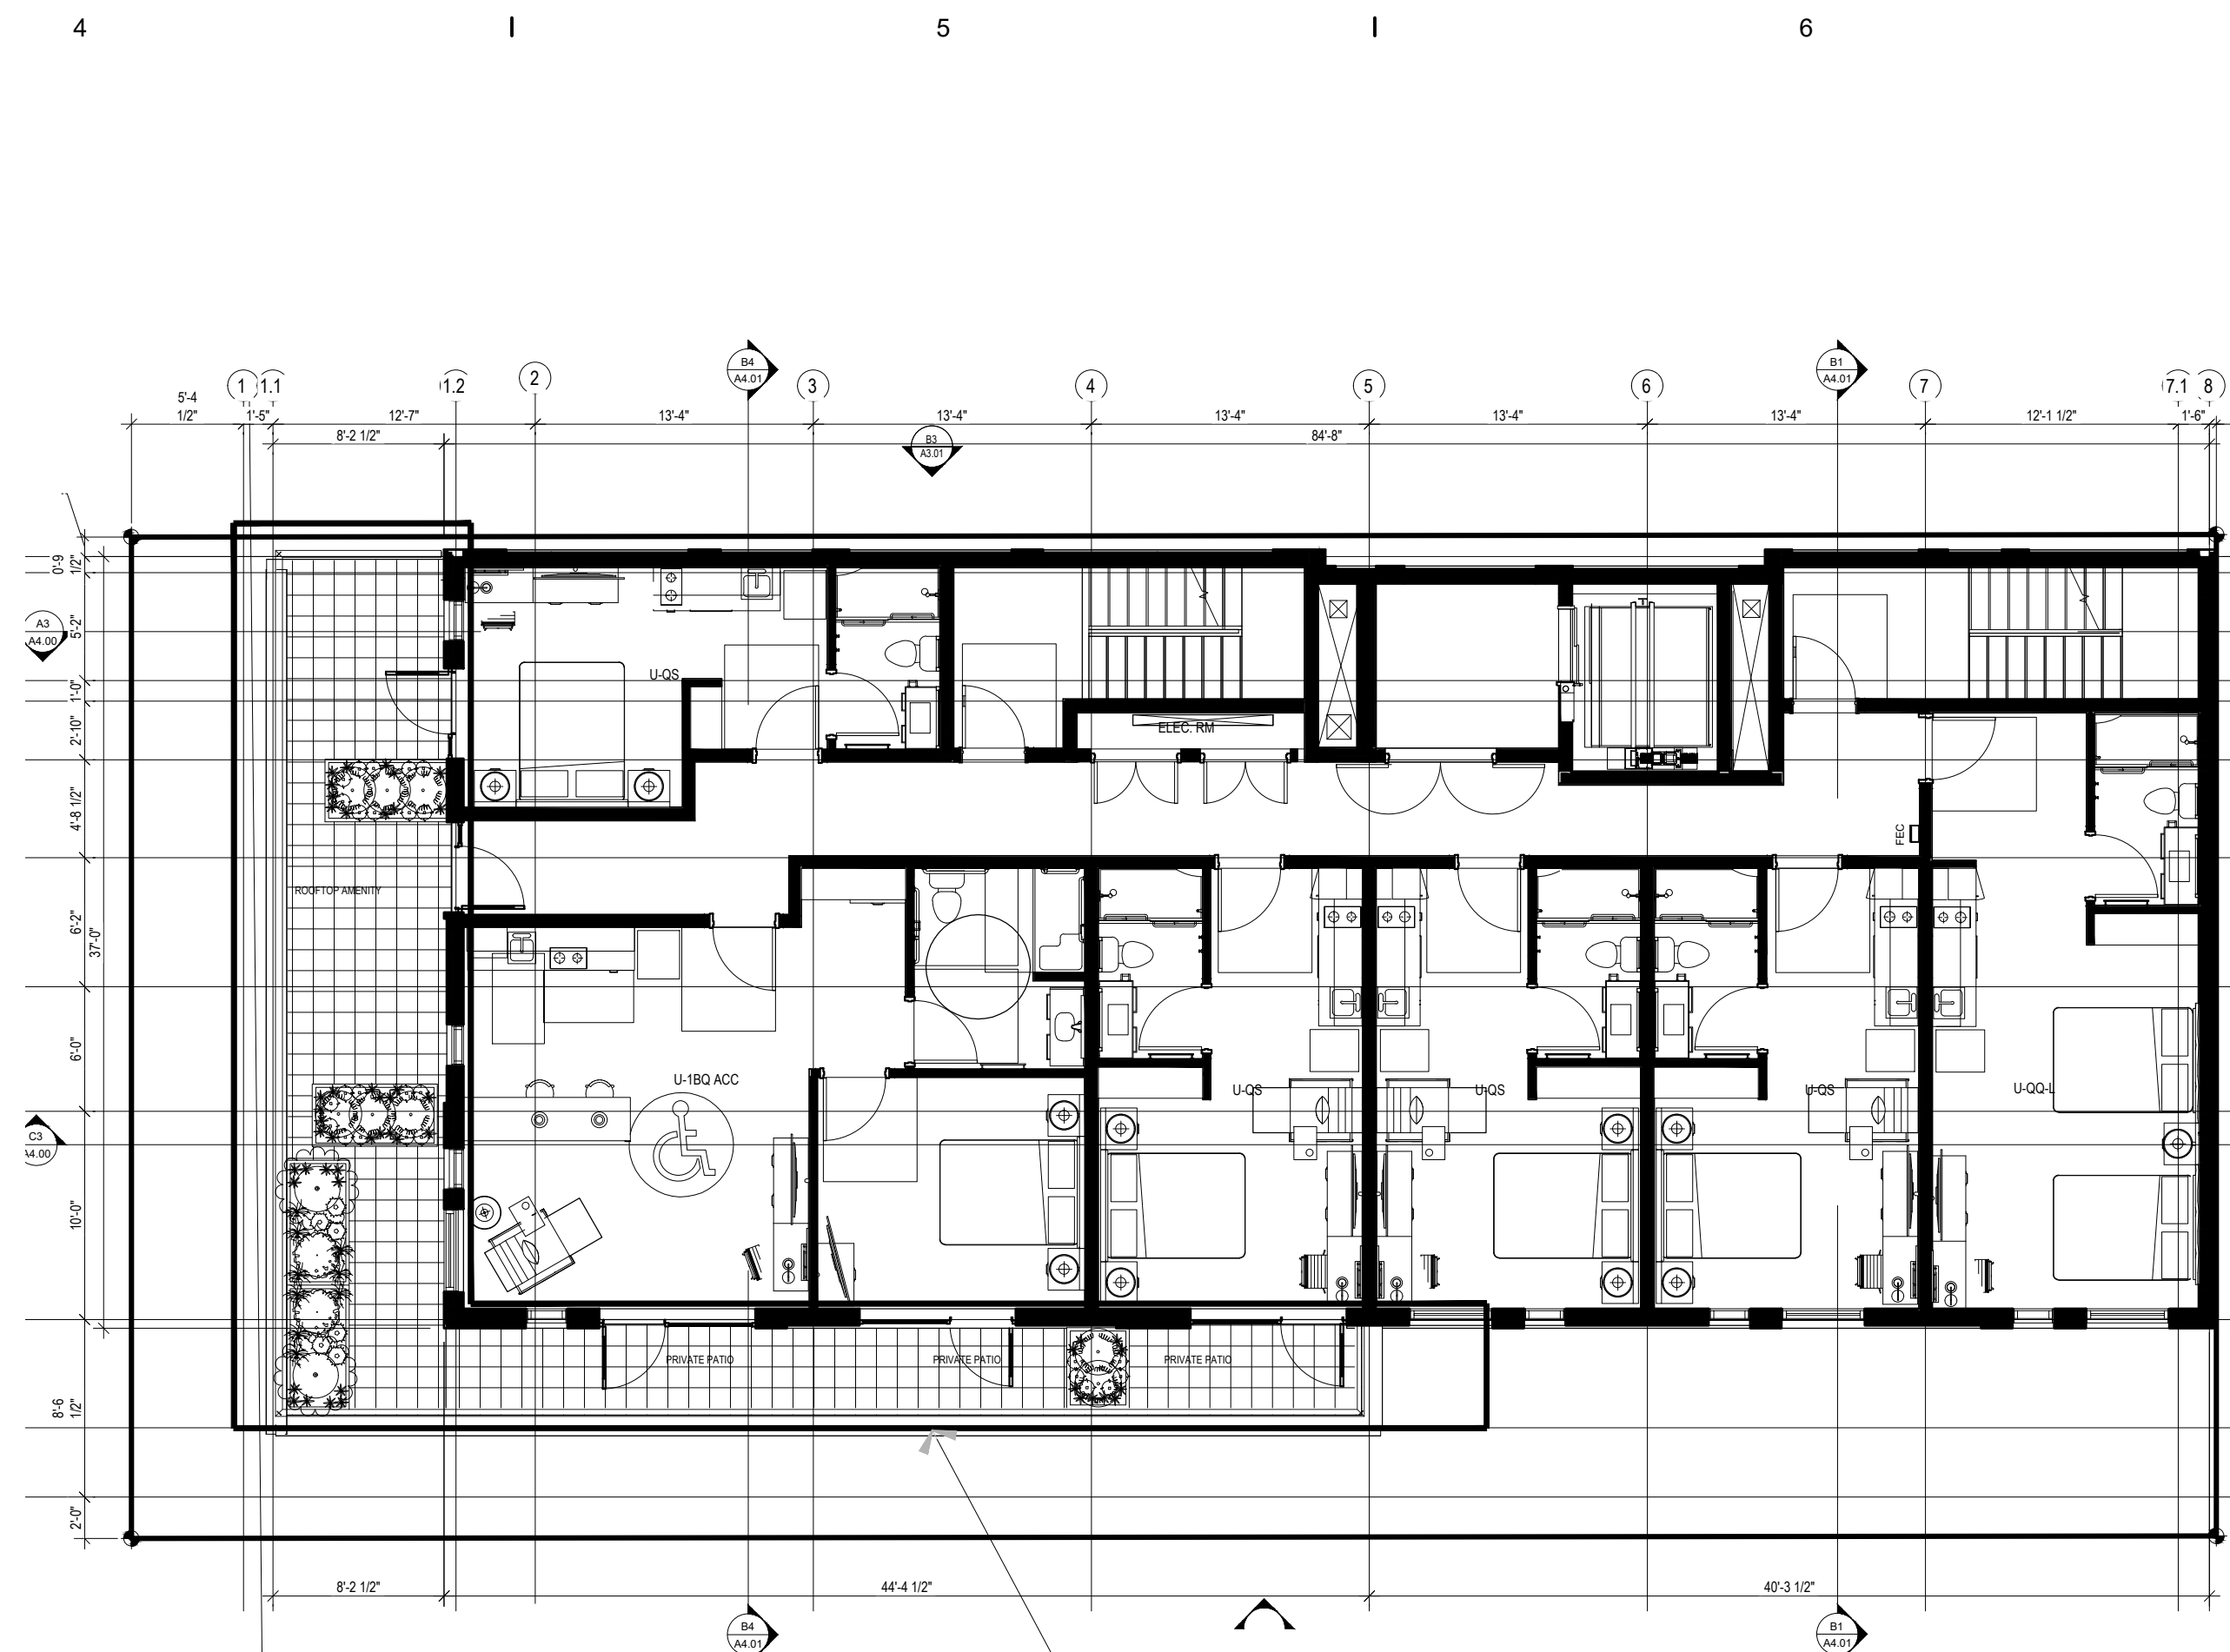 4
5
6
B4
A4.01
B1
A4.01
1
1.1
1.2
2
3
4
5
6
7
7.1
8
5'-4
1/2"
1'-5"
12'-7"
13'-4"
13'-4"
13'-4"
13'-4"
13'-4"
12'-1 1/2"
1'-6"
8'-2 1/2"
84'-8"
B3
A3.01
0'-9
1/2"
A3
A4.00
5'-2"
1'-0"
2'-10"
4'-8 1/2"
6'-2"
37'-0"
6'-0"
10'-0"
8'-6
1/2"
2'-0"
C3
A4.00
U-QS
ELEC. RM
FEC
ROOFTOP AMENITY
U-1BQ ACC
U-QS
U-QS
U-QS
U-QQ-L
PRIVATE PATIO
PRIVATE PATIO
PRIVATE PATIO
8'-2 1/2"
44'-4 1/2"
40'-3 1/2"
B4
A4.01
B1
A4.01